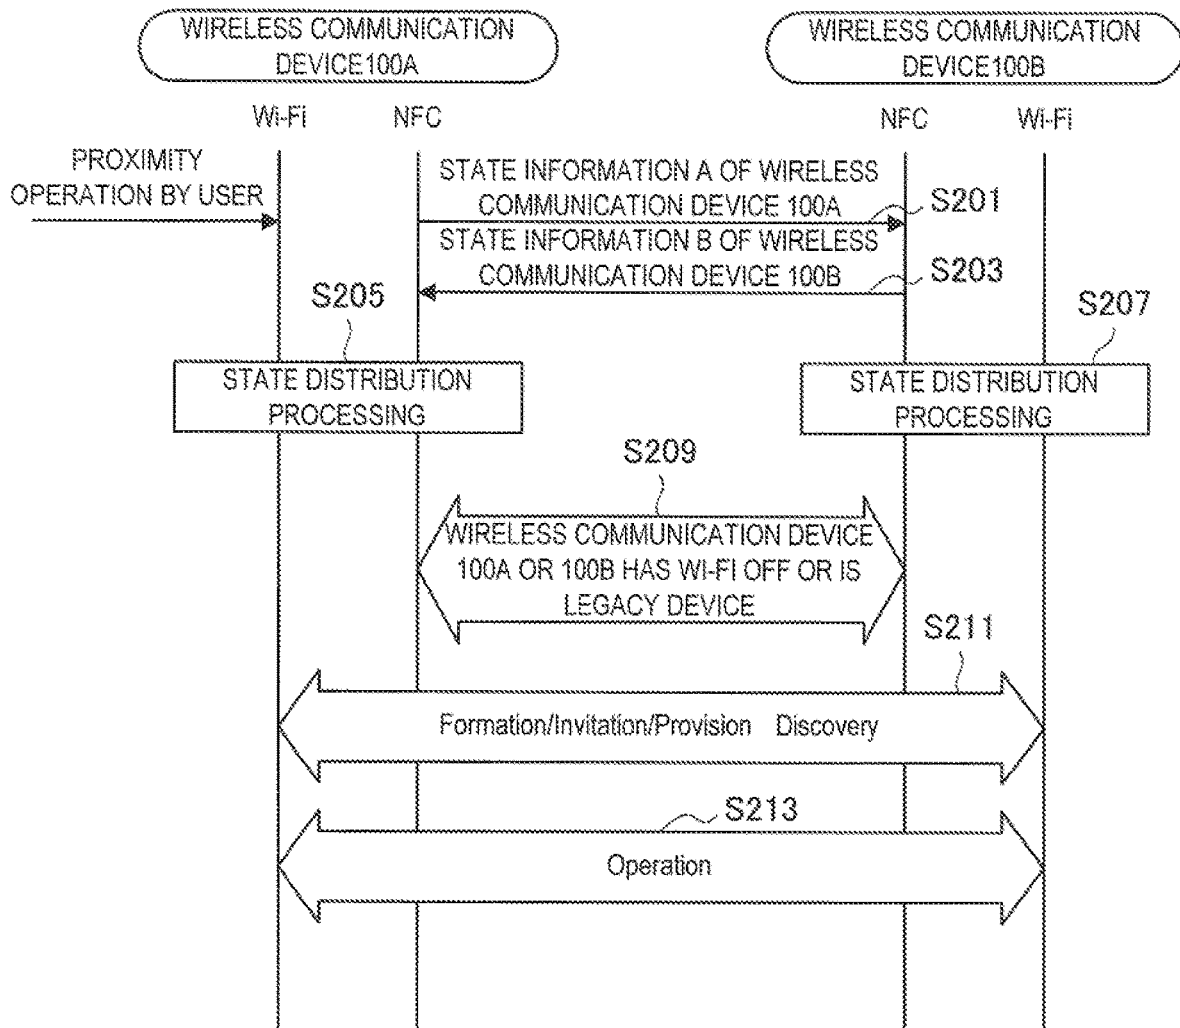 WIRELESS COMMUNICATION
DEVICE100A
WIRELESS COMMUNICATION
DEVICE100B
Wi-Fi
NFC
NFC
Wi-Fi
PROXIMITY
OPERATION BY USER
STATE INFORMATION A OF WIRELESS
COMMUNICATION DEVICE 100A
S201
STATE INFORMATION B OF WIRELESS
COMMUNICATION DEVICE 100B
S203
S205
S207
STATE DISTRIBUTION
PROCESSING
STATE DISTRIBUTION
PROCESSING
S209
WIRELESS COMMUNICATION DEVICE
100A OR 100B HAS WI-FI OFF OR IS
LEGACY DEVICE
S211
Formation/Invitation/Provision Discovery
S213
Operation